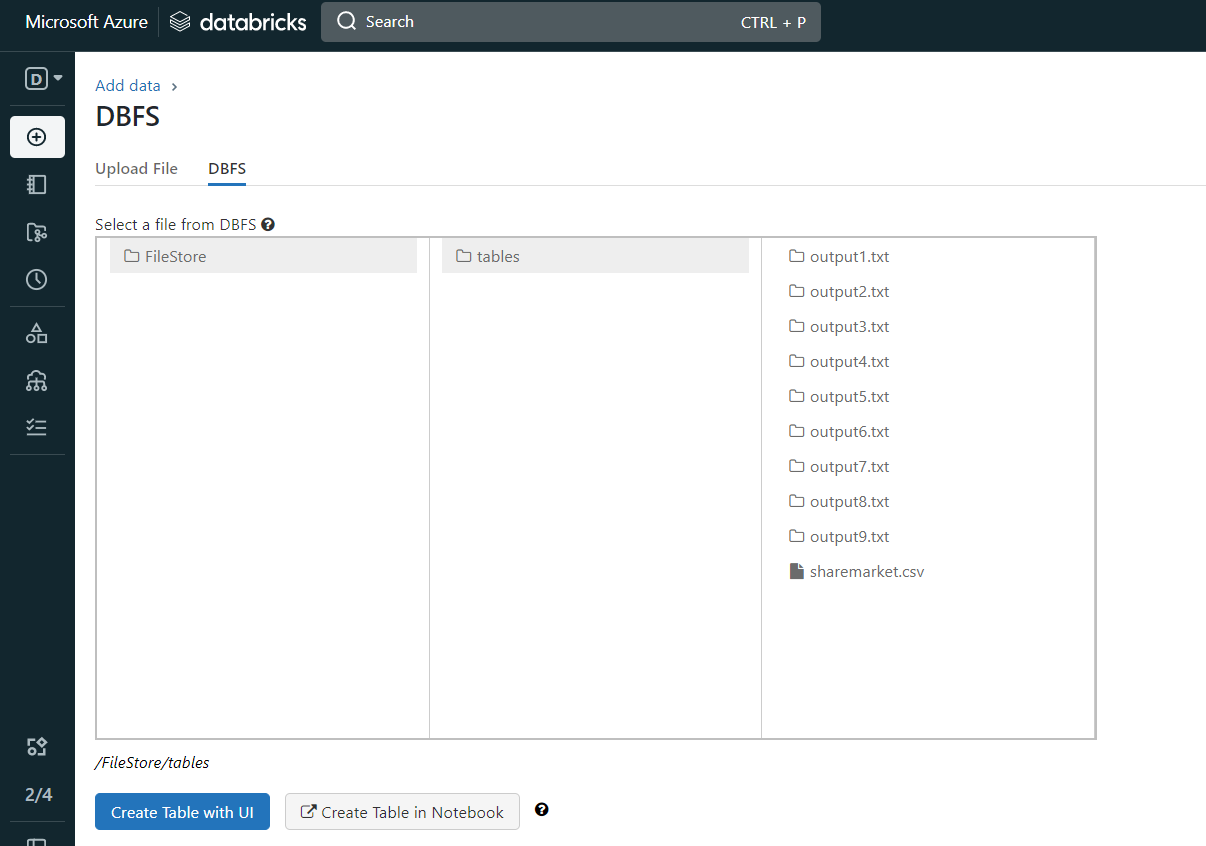 Microsoft Azure databricks Search CTRL + P
D
Add data ›
DBFS
Upload File DBFS
Select a file from DBFS ?
FileStore
tables
output1.txt
output2.txt
output3.txt
output4.txt
output5.txt
output6.txt
output7.txt
output8.txt
output9.txt
sharemarket.csv
/FileStore/tables
2/4
Create Table with UI Create Table in Notebook ?